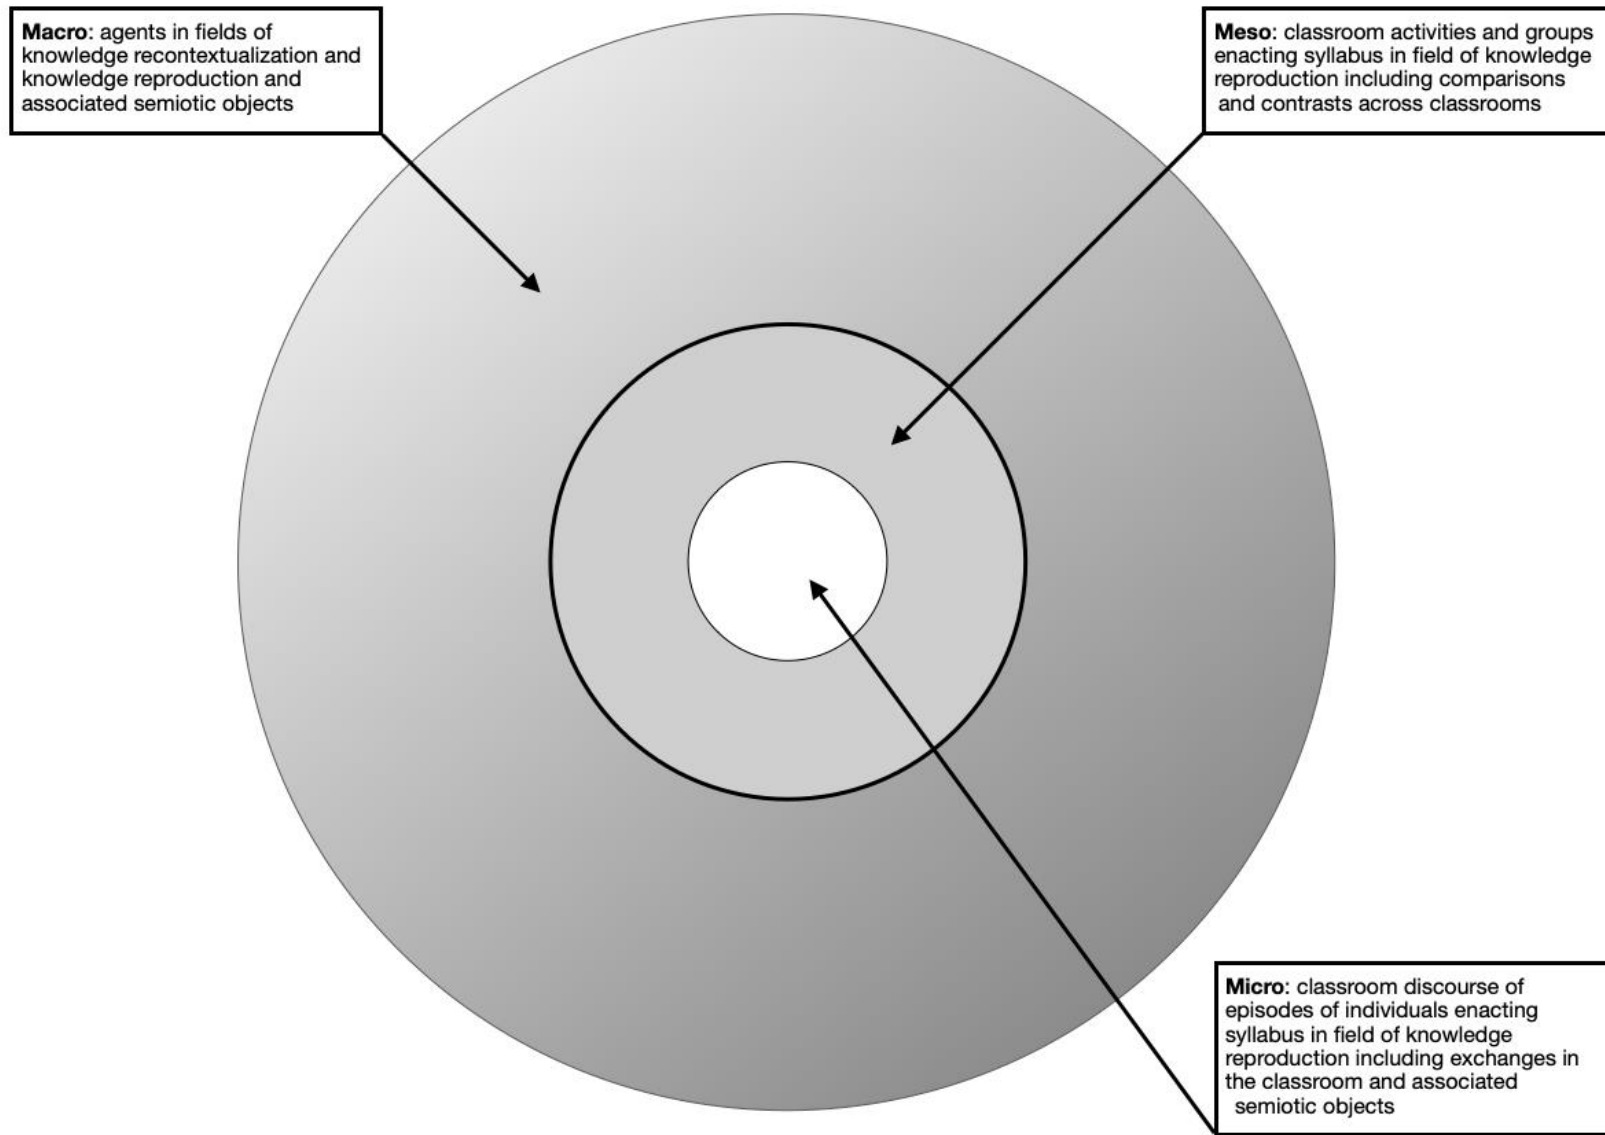 Macro: agents in fields of
knowledge recontextualization and
knowledge reproduction and
associated semiotic objects
Meso: classroom activities and groups
enacting syllabus in field of knowledge
reproduction including comparisons
and contrasts across classrooms
Micro: classroom discourse of
episodes of individuals enacting
syllabus in field of knowledge
reproduction including exchanges in
the classroom and associated
semiotic objects